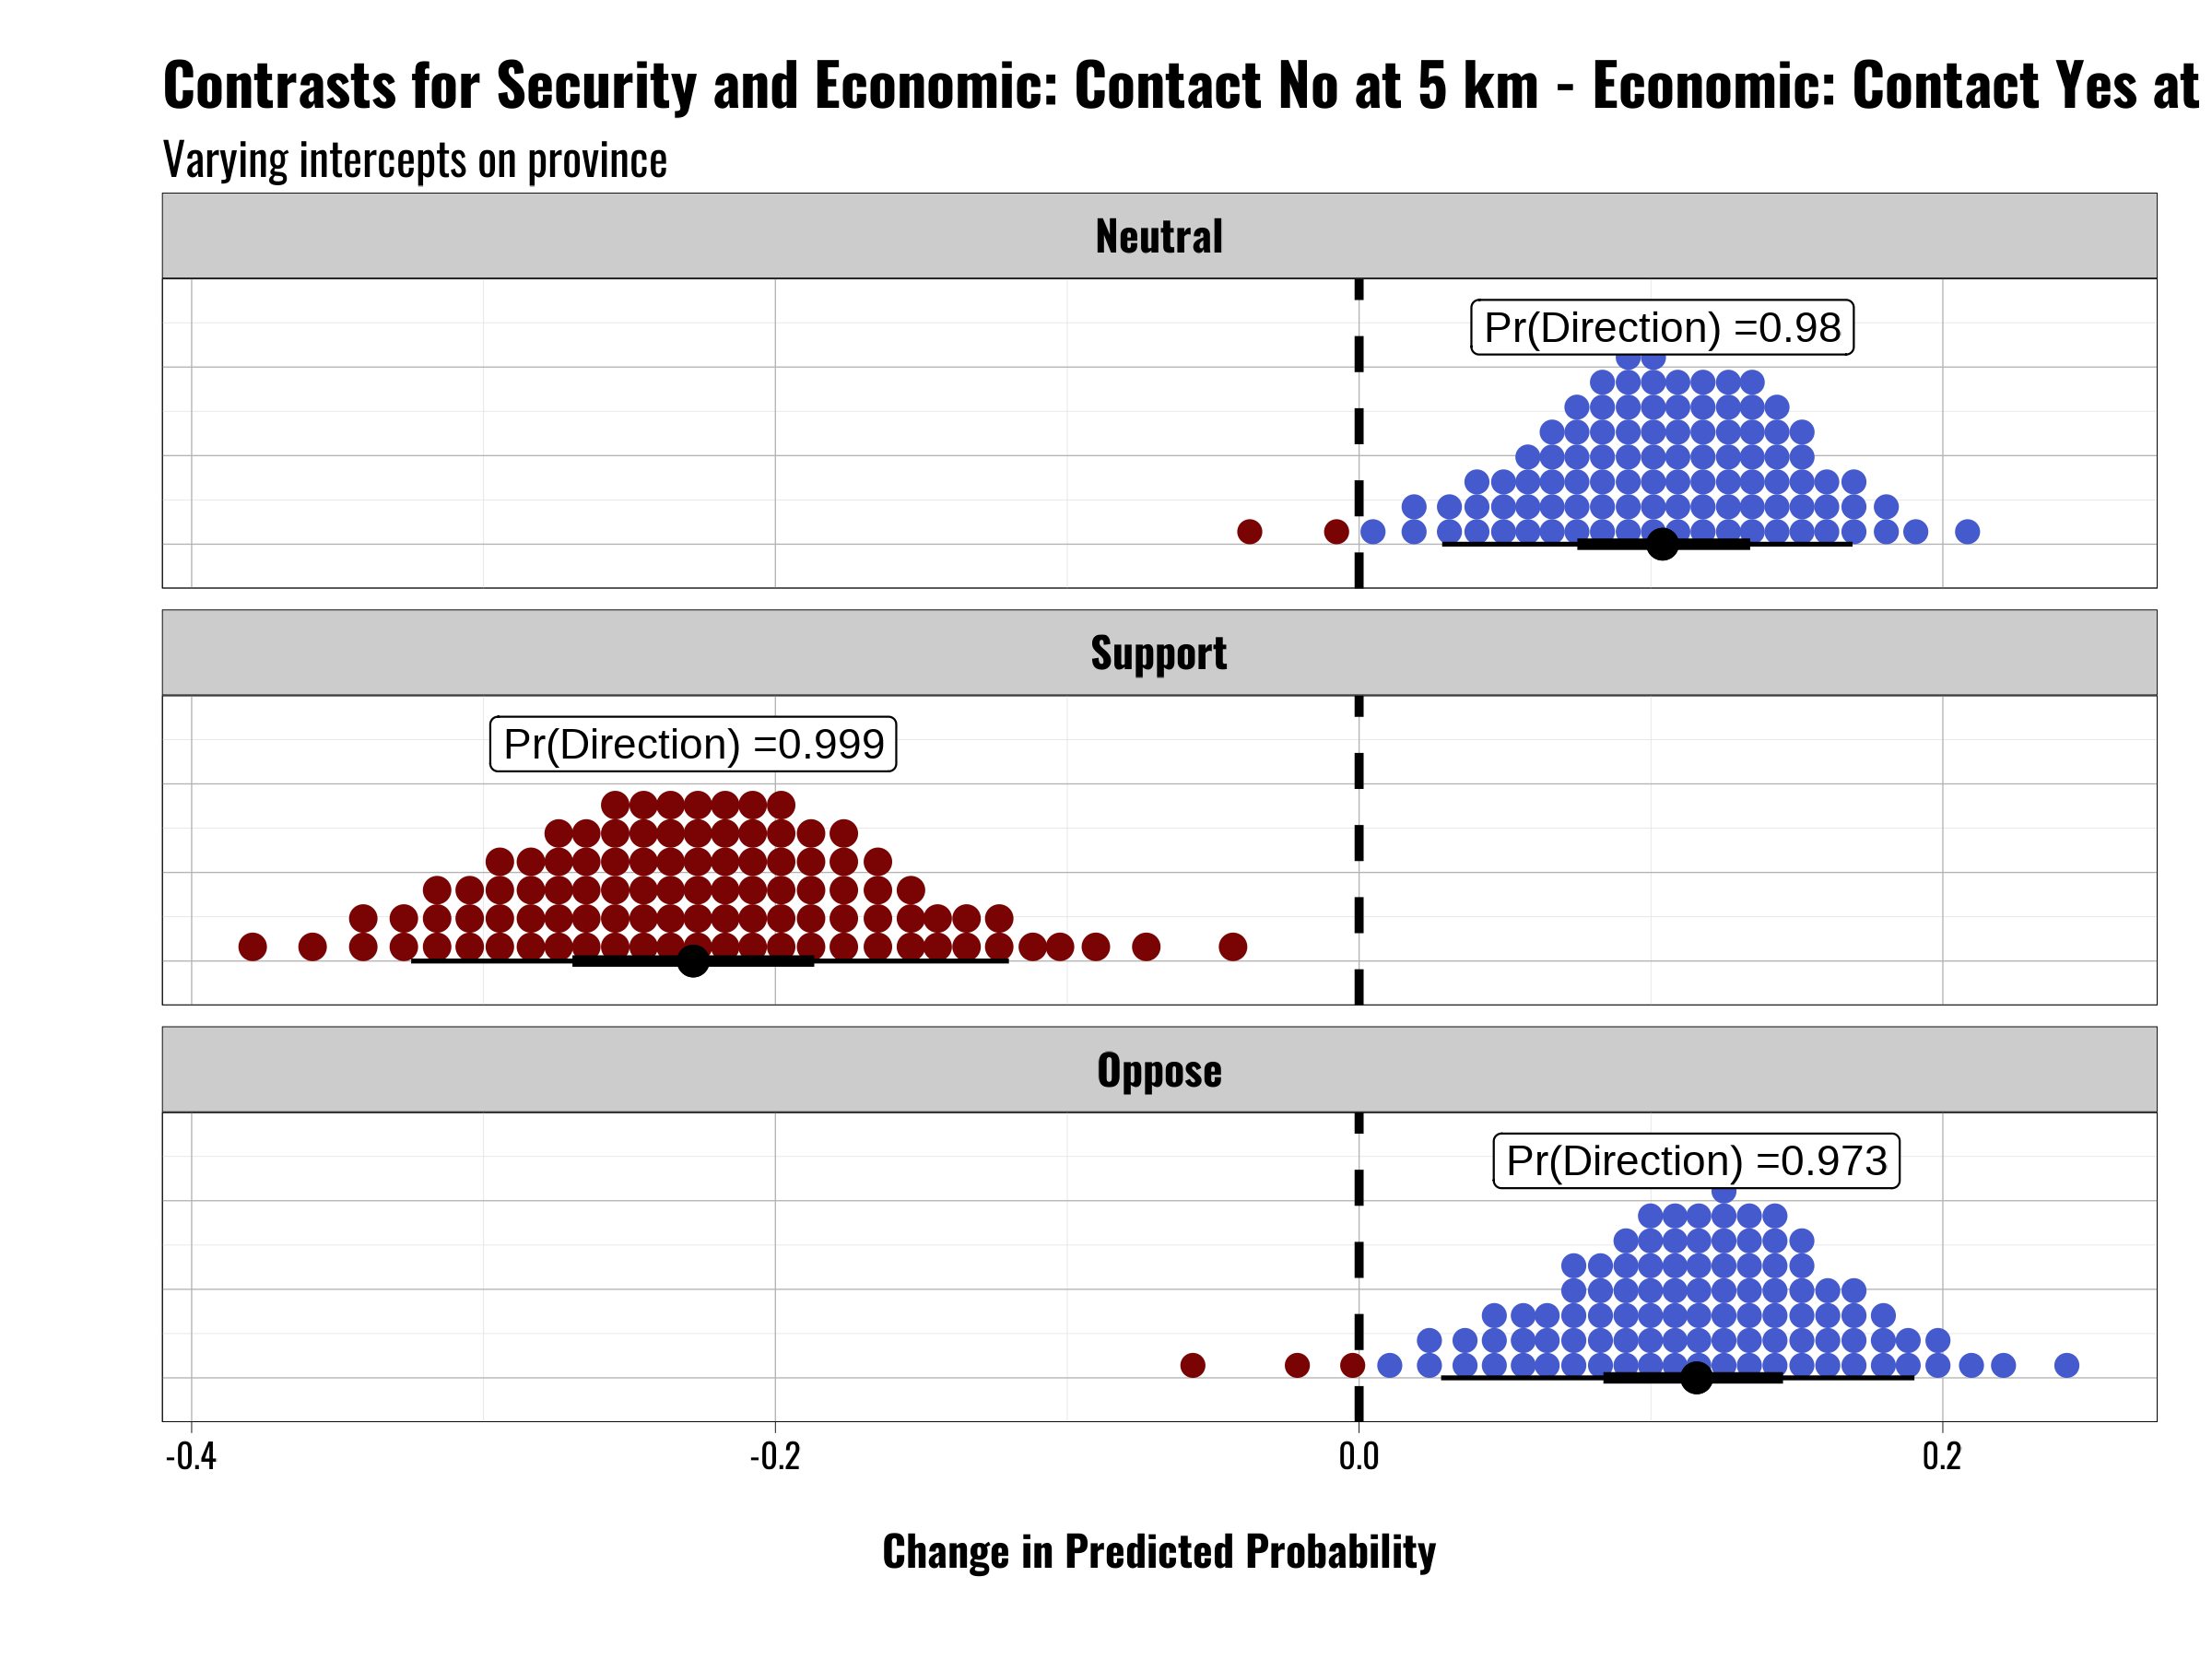 Contrasts for Security and Economic: Contact No at 5 km - Economic: Contact Yes at
Varying intercepts on province
Neutral
Pr(Direction) =0.98
Support
Pr(Direction) =0.999
Oppose
Pr(Direction) =0.973
-0.4 -0.2 0.0 0.2
Change in Predicted Probability